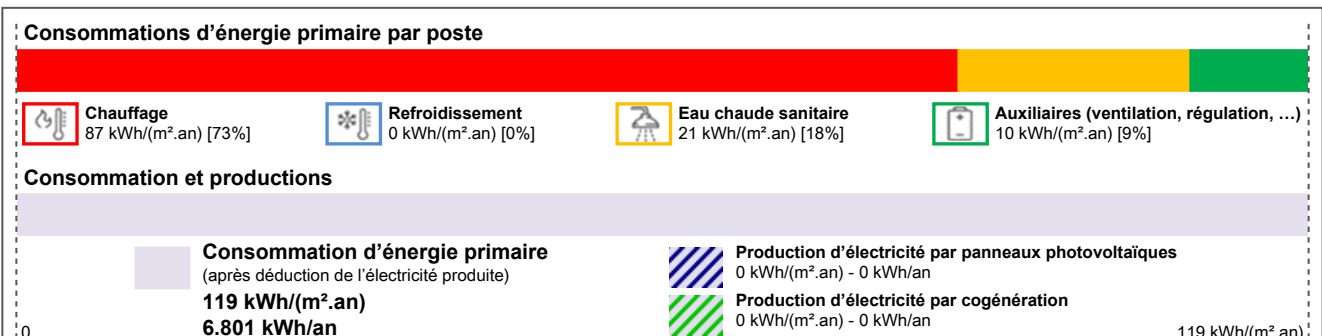 Consommations d’énergie primaire par poste
Chauffage
87 kWh/(m².an) [73%]
Refroidissement
0 kWh/(m².an) [0%]
Eau chaude sanitaire
21 kWh/(m².an) [18%]
Auxiliaires (ventilation, régulation, …)
10 kWh/(m².an) [9%]
Consommation et productions
Consommation d’énergie primaire
(après déduction de l’électricité produite)
119 kWh/(m².an)
6.801 kWh/an
Production d’électricité par panneaux photovoltaïques
0 kWh/(m².an) - 0 kWh/an
Production d’électricité par cogénération
0 kWh/(m².an) - 0 kWh/an
0
119 kWh/(m².an)